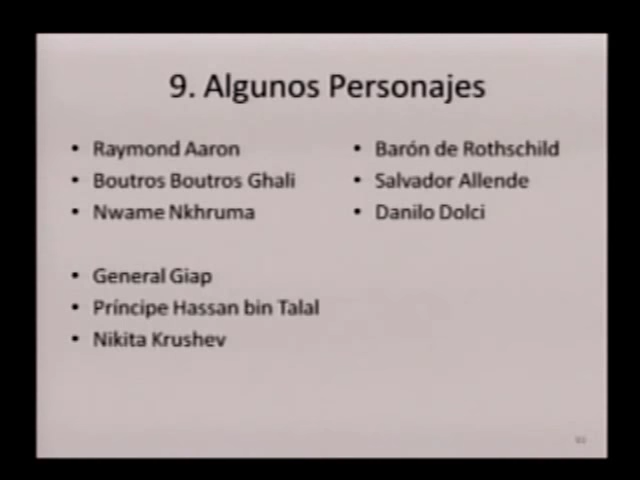 9. Algunos Personajes
• Raymond Aaron
• Boutros Boutros Ghali
• Nwame Nkhruma
• General Giap
• Príncipe Hassan bin Talal
• Nikita Krushev
• Barón de Rothschild
• Salvador Allende
• Danilo Dolci